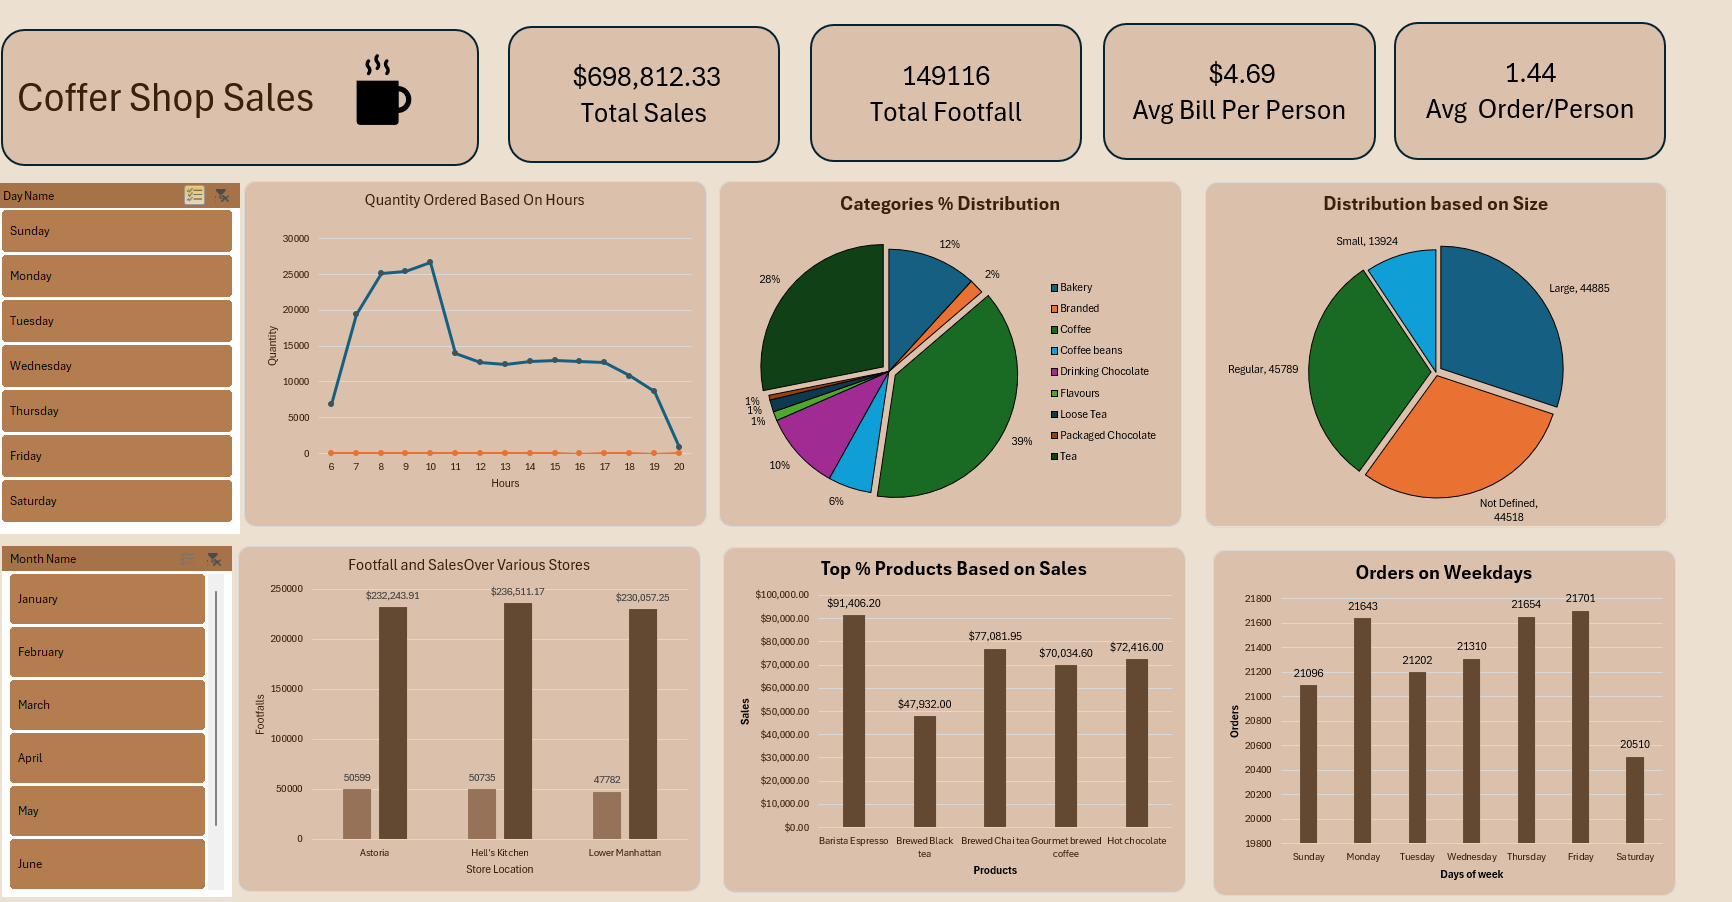 Coffer Shop Sales
$698,812.33
Total Sales
149116
Total Footfall
$4.69
Avg Bill Per Person
1.44
Avg  Order/Person
Day Name
Sunday
Monday
Tuesday
Wednesday
Thursday
Friday
Saturday
Quantity Ordered Based On Hours
30000
25000
20000
15000
10000
5000
0
Quantity
6 7 8 9 10 11 12 13 14 15 16 17 18 19 20
Hours
Categories % Distribution
12%
2%
39%
6%
10%
1%
1%
1%
28%
Bakery
Branded
Coffee
Coffee beans
Drinking Chocolate
Flavours
Loose Tea
Packaged Chocolate
Tea
Distribution based on Size
Small, 13924
Large, 44885
Regular, 45789
Not Defined,
44518
Month Name
January
February
March
April
May
June
Footfall and SalesOver Various Stores
250000
200000
150000
100000
50000
0
Footfalls
$232,243.91
$236,511.17
$230,057.25
50599
50735
47782
Astoria
Hell's Kitchen
Lower Manhattan
Store Location
Top % Products Based on Sales
$100,000.00
$90,000.00
$80,000.00
$70,000.00
$60,000.00
$50,000.00
$40,000.00
$30,000.00
$20,000.00
$10,000.00
$0.00
Sales
$91,406.20
$47,932.00
$77,081.95
$70,034.60
$72,416.00
Barista Espresso
Brewed Black
tea
Brewed Chai tea
Gourmet brewed
coffee
Hot chocolate
Products
Orders on Weekdays
21800
21600
21400
21200
21000
20800
20600
20400
20200
20000
19800
Orders
21096
21643
21202
21310
21654
21701
20510
Sunday
Monday
Tuesday
Wednesday
Thursday
Friday
Saturday
Days of week